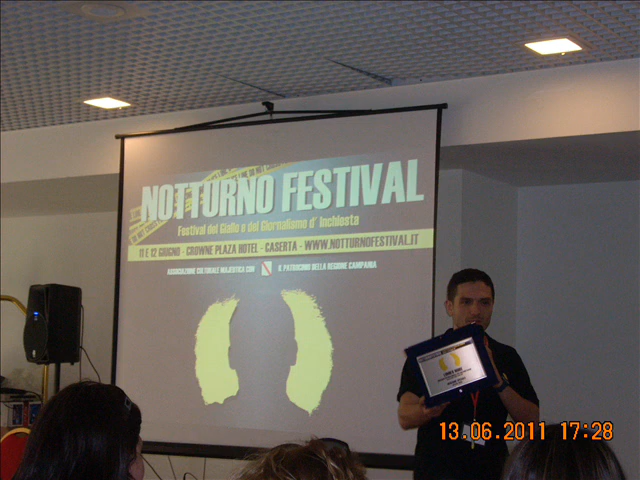 NOTTURNO FESTIVAL
Festival del Giallo e del Giornalismo d' Inchiesta
11 E 12 GIUGNO - CROWNE PLAZA HOTEL - CASERTA - WWW.NOTTURNOFESTIVAL.IT
ASSOCIAZIONE CULTURALE MAJESTICA CON IL PATROCINIO DELLA REGIONE CAMPANIA
13.06.2011 17:28